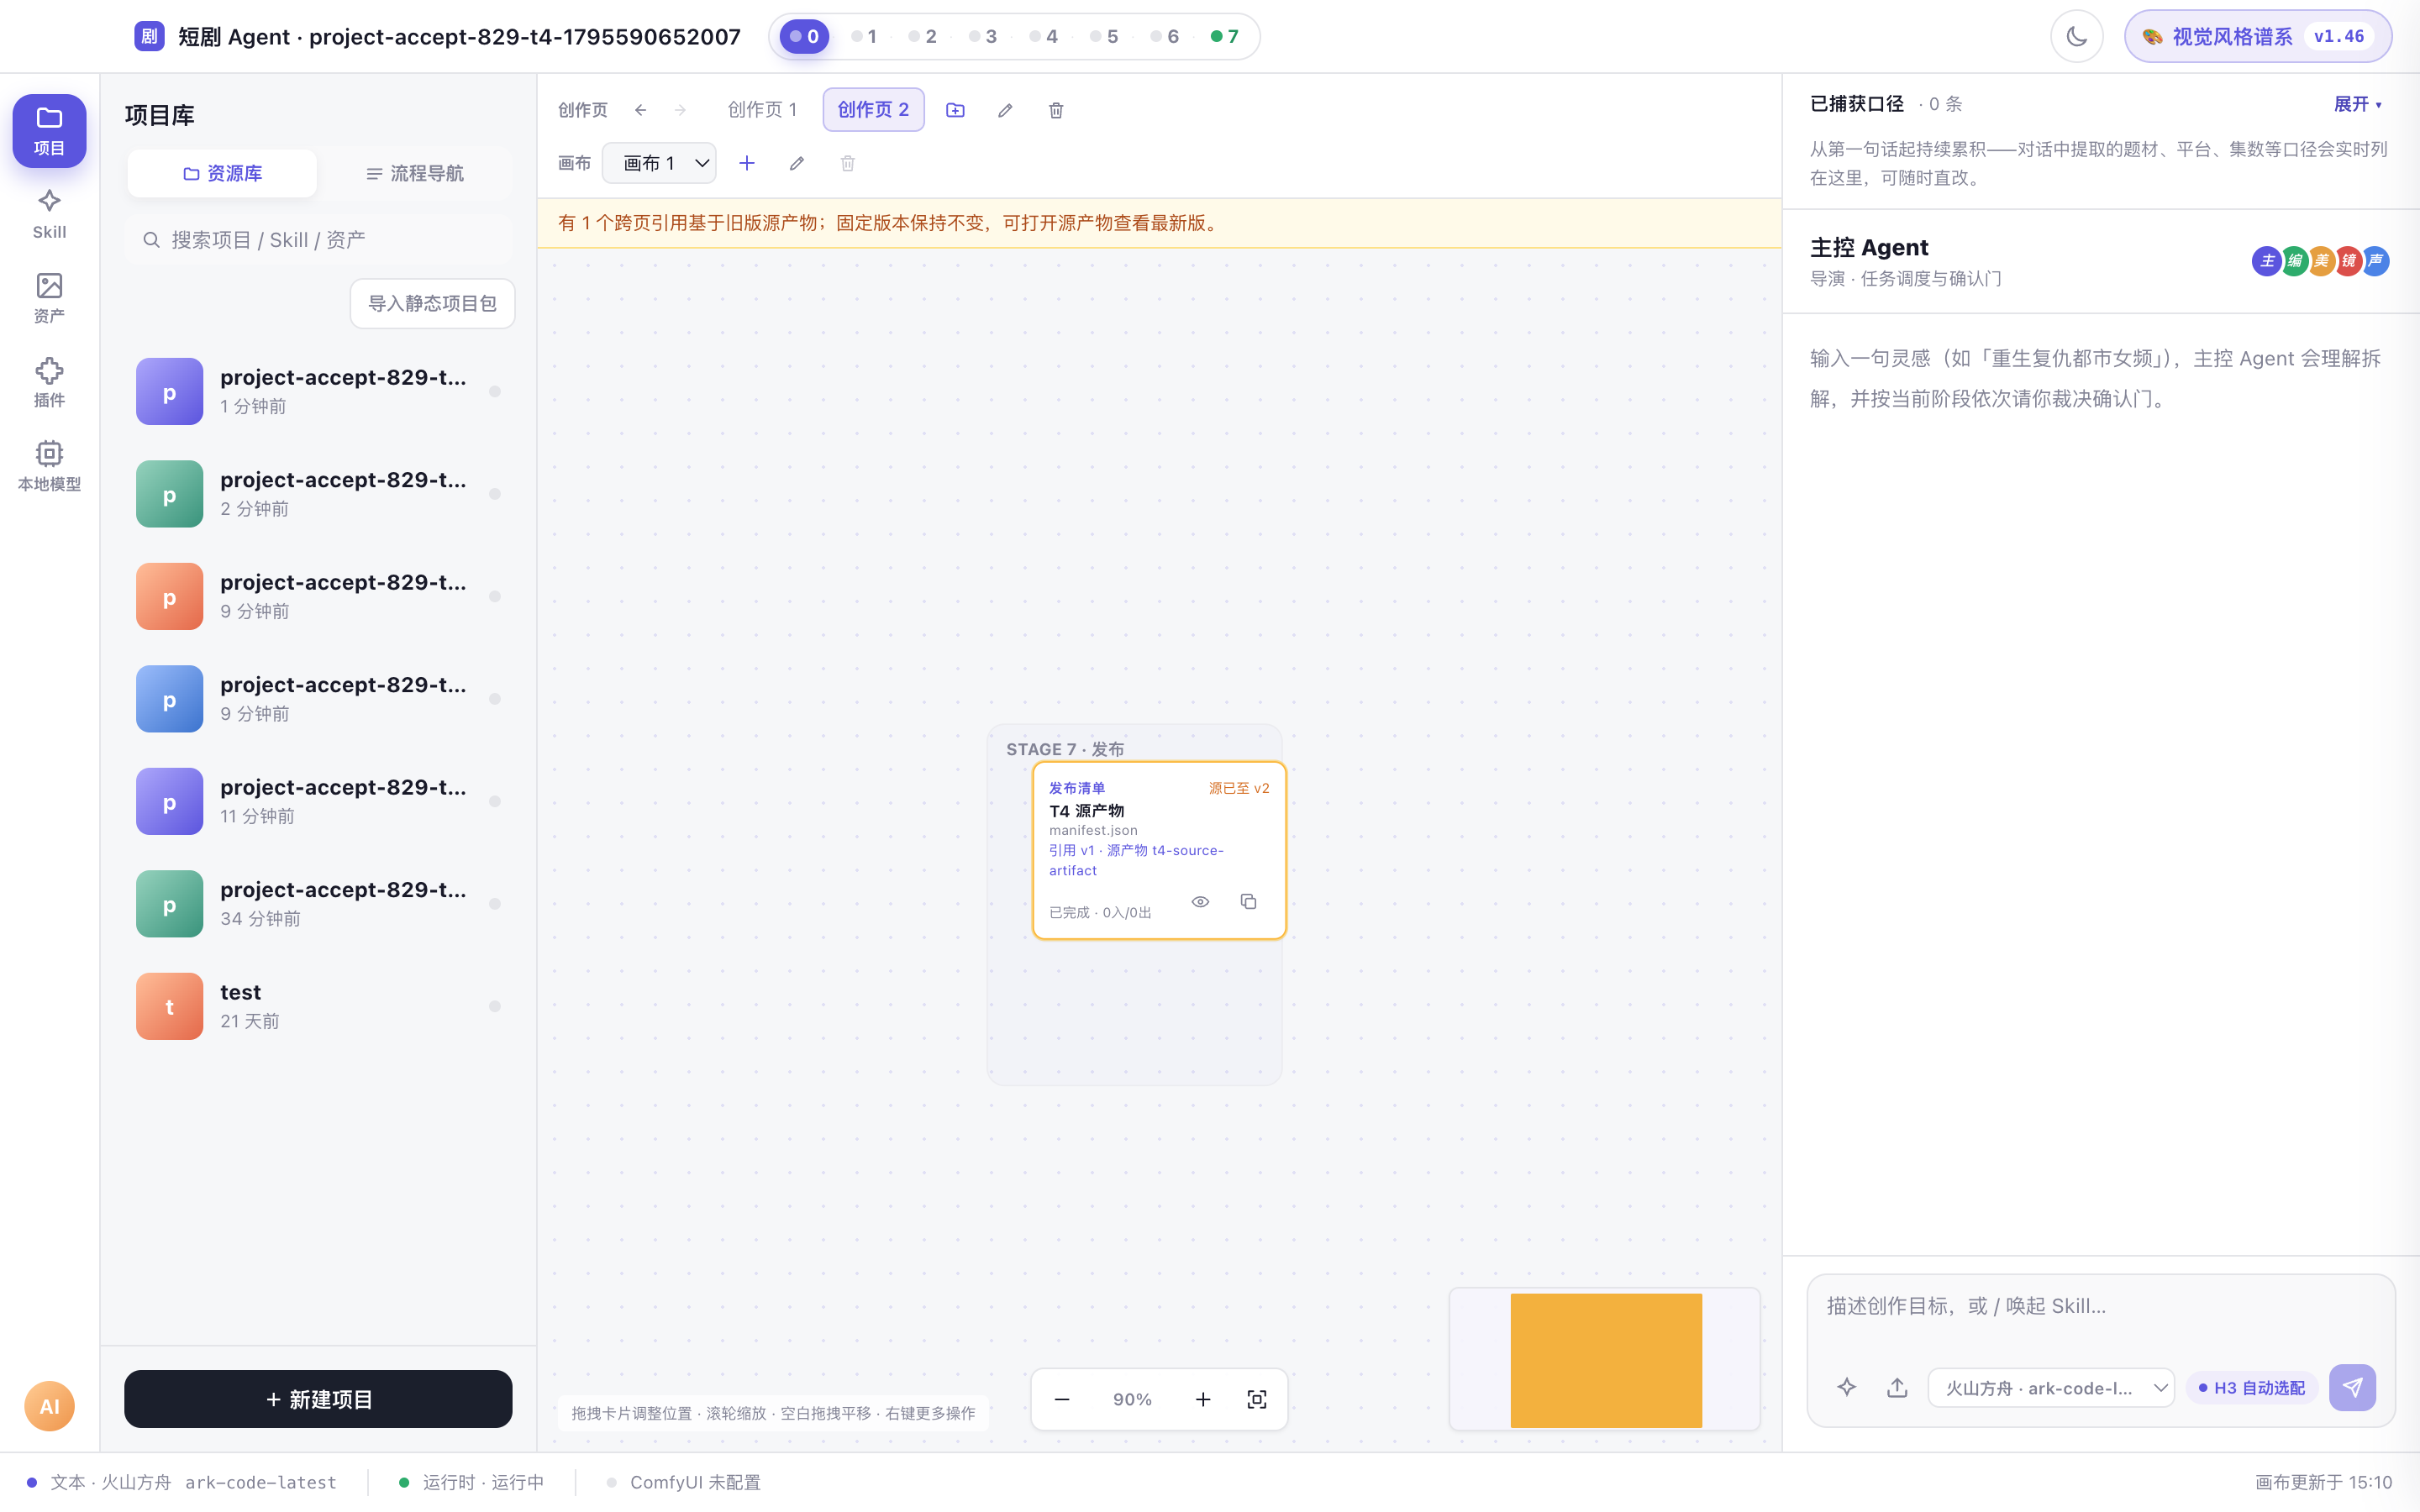 剧 短剧 Agent · project-accept-829-t4-1795590652007
0 · 1 · 2 · 3 · 4 · 5 · 6 · 7
视觉风格谱系 v1.46
项目
Skill
资产
插件
本地模型
AI
项目库
资源库
流程导航
搜索项目 / Skill / 资产
导入静态项目包
p
project-accept-829-t...
1 分钟前
p
project-accept-829-t...
2 分钟前
p
project-accept-829-t...
9 分钟前
p
project-accept-829-t...
9 分钟前
p
project-accept-829-t...
11 分钟前
p
project-accept-829-t...
34 分钟前
t
test
21 天前
+ 新建项目
创作页 ← → 创作页 1 创作页 2
画布 画布 1
有 1 个跨页引用基于旧版源产物；固定版本保持不变，可打开源产物查看最新版。
STAGE 7 · 发布
发布清单 源已至 v2
T4 源产物
manifest.json
引用 v1 · 源产物 t4-source-
artifact
已完成 · 0入/0出
拖拽卡片调整位置 · 滚轮缩放 · 空白拖拽平移 · 右键更多操作
− 90% +
已捕获口径 · 0 条 展开 ▾
从第一句话起持续累积——对话中提取的题材、平台、集数等口径会实时列
在这里，可随时直改。
主控 Agent
导演 · 任务调度与确认门
主 编 美 镜 声
输入一句灵感（如「重生复仇都市女频」），主控 Agent 会理解拆
解，并按当前阶段依次请你裁决确认门。
描述创作目标，或 / 唤起 Skill...
火山方舟 · ark-code-l...
H3 自动选配
文本 · 火山方舟 ark-code-latest
运行时 · 运行中
ComfyUI 未配置
画布更新于 15:10